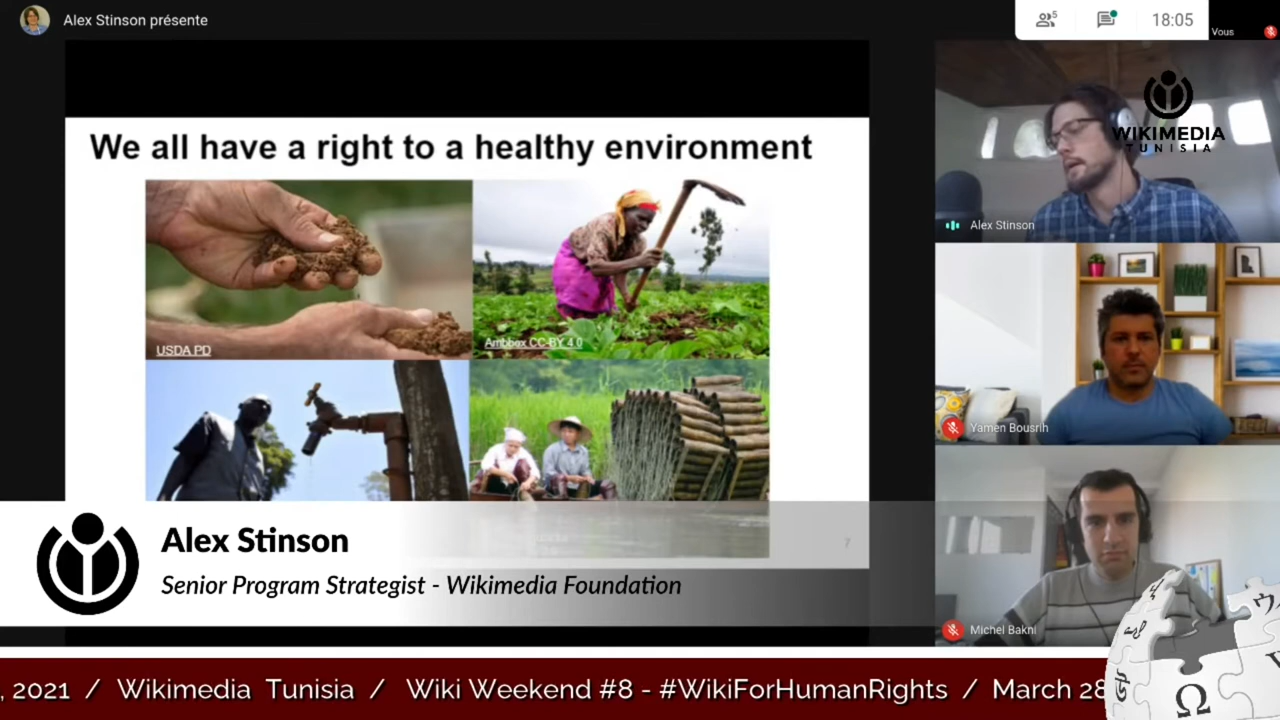 Alex Stinson présente
5
18:05
Vous
We all have a right to a healthy environment
USDA PD
Ambbex CC-BY 4.0
7
WIKIMEDIA
TUNISIA
Alex Stinson
Yamen Bousrih
Michel Bakni
Alex Stinson
Senior Program Strategist - Wikimedia Foundation
, 2021 / Wikimedia Tunisia / Wiki Weekend #8 - #WikiForHumanRights / March 28
Ω